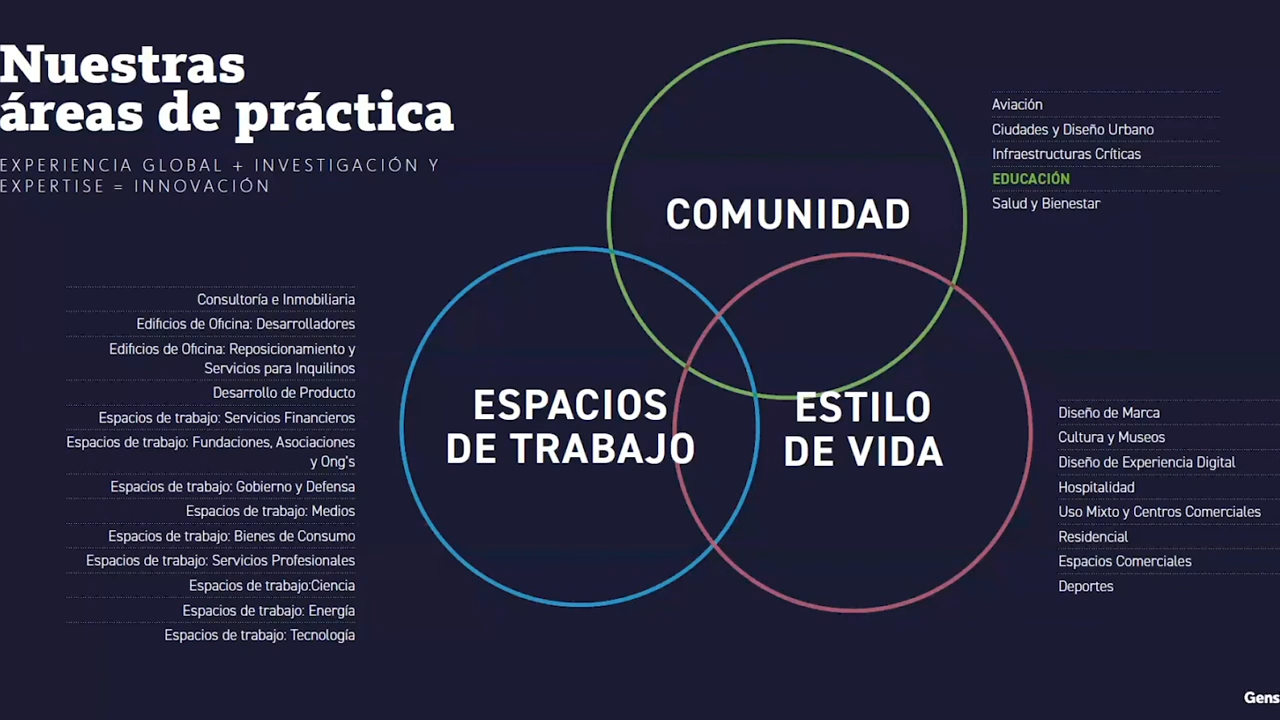 Nuestras
áreas de práctica
EXPERIENCIA GLOBAL + INVESTIGACIÓN Y
EXPERTISE = INNOVACIÓN
COMUNIDAD
Aviación
Ciudades y Diseño Urbano
Infraestructuras Críticas
EDUCACIÓN
Salud y Bienestar
Consultoría e Inmobiliaria
Edificios de Oficina: Desarrolladores
Edificios de Oficina: Reposicionamiento y
Servicios para Inquilinos
Desarrollo de Producto
Espacios de trabajo: Servicios Financieros
Espacios de trabajo: Fundaciones, Asociaciones
y Ong's
Espacios de trabajo: Gobierno y Defensa
Espacios de trabajo: Medios
Espacios de trabajo: Bienes de Consumo
Espacios de trabajo: Servicios Profesionales
Espacios de trabajo:Ciencia
Espacios de trabajo: Energía
Espacios de trabajo: Tecnología
ESPACIOS
DE TRABAJO
ESTILO
DE VIDA
Diseño de Marca
Cultura y Museos
Diseño de Experiencia Digital
Hospitalidad
Uso Mixto y Centros Comerciales
Residencial
Espacios Comerciales
Deportes
Gens